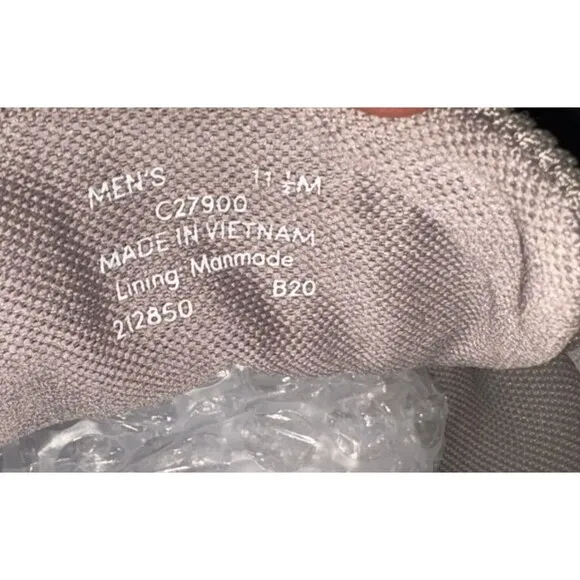 MEN'S 11 ½M
C27900
MADE IN VIETNAM
Lining: Manmade
212850 B20